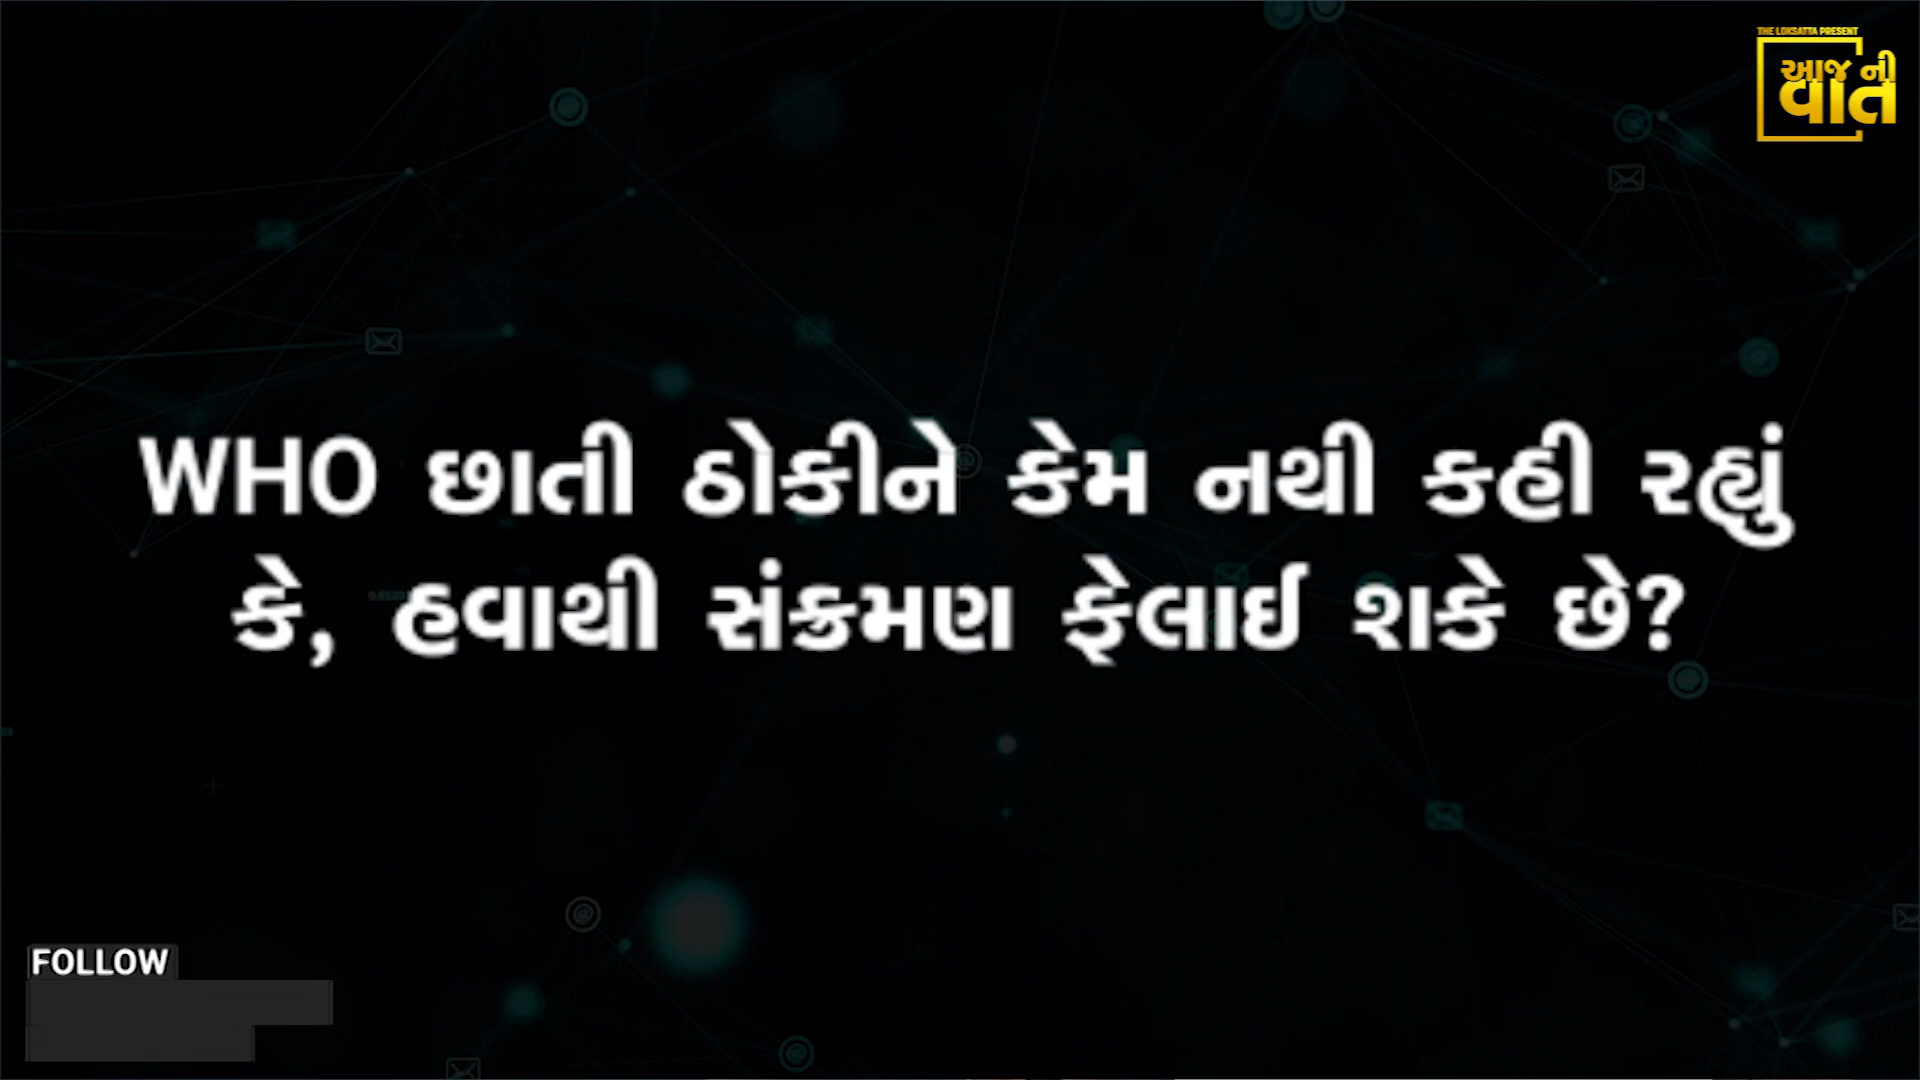 THE LOKSATTA PRESENT
આજ ની
વાત
WHO છાતી ઠોકીને કેમ નથી કહી રહ્યું
કે, હવાથી સંક્રમણ ફેલાઈ શકે છે?
FOLLOW